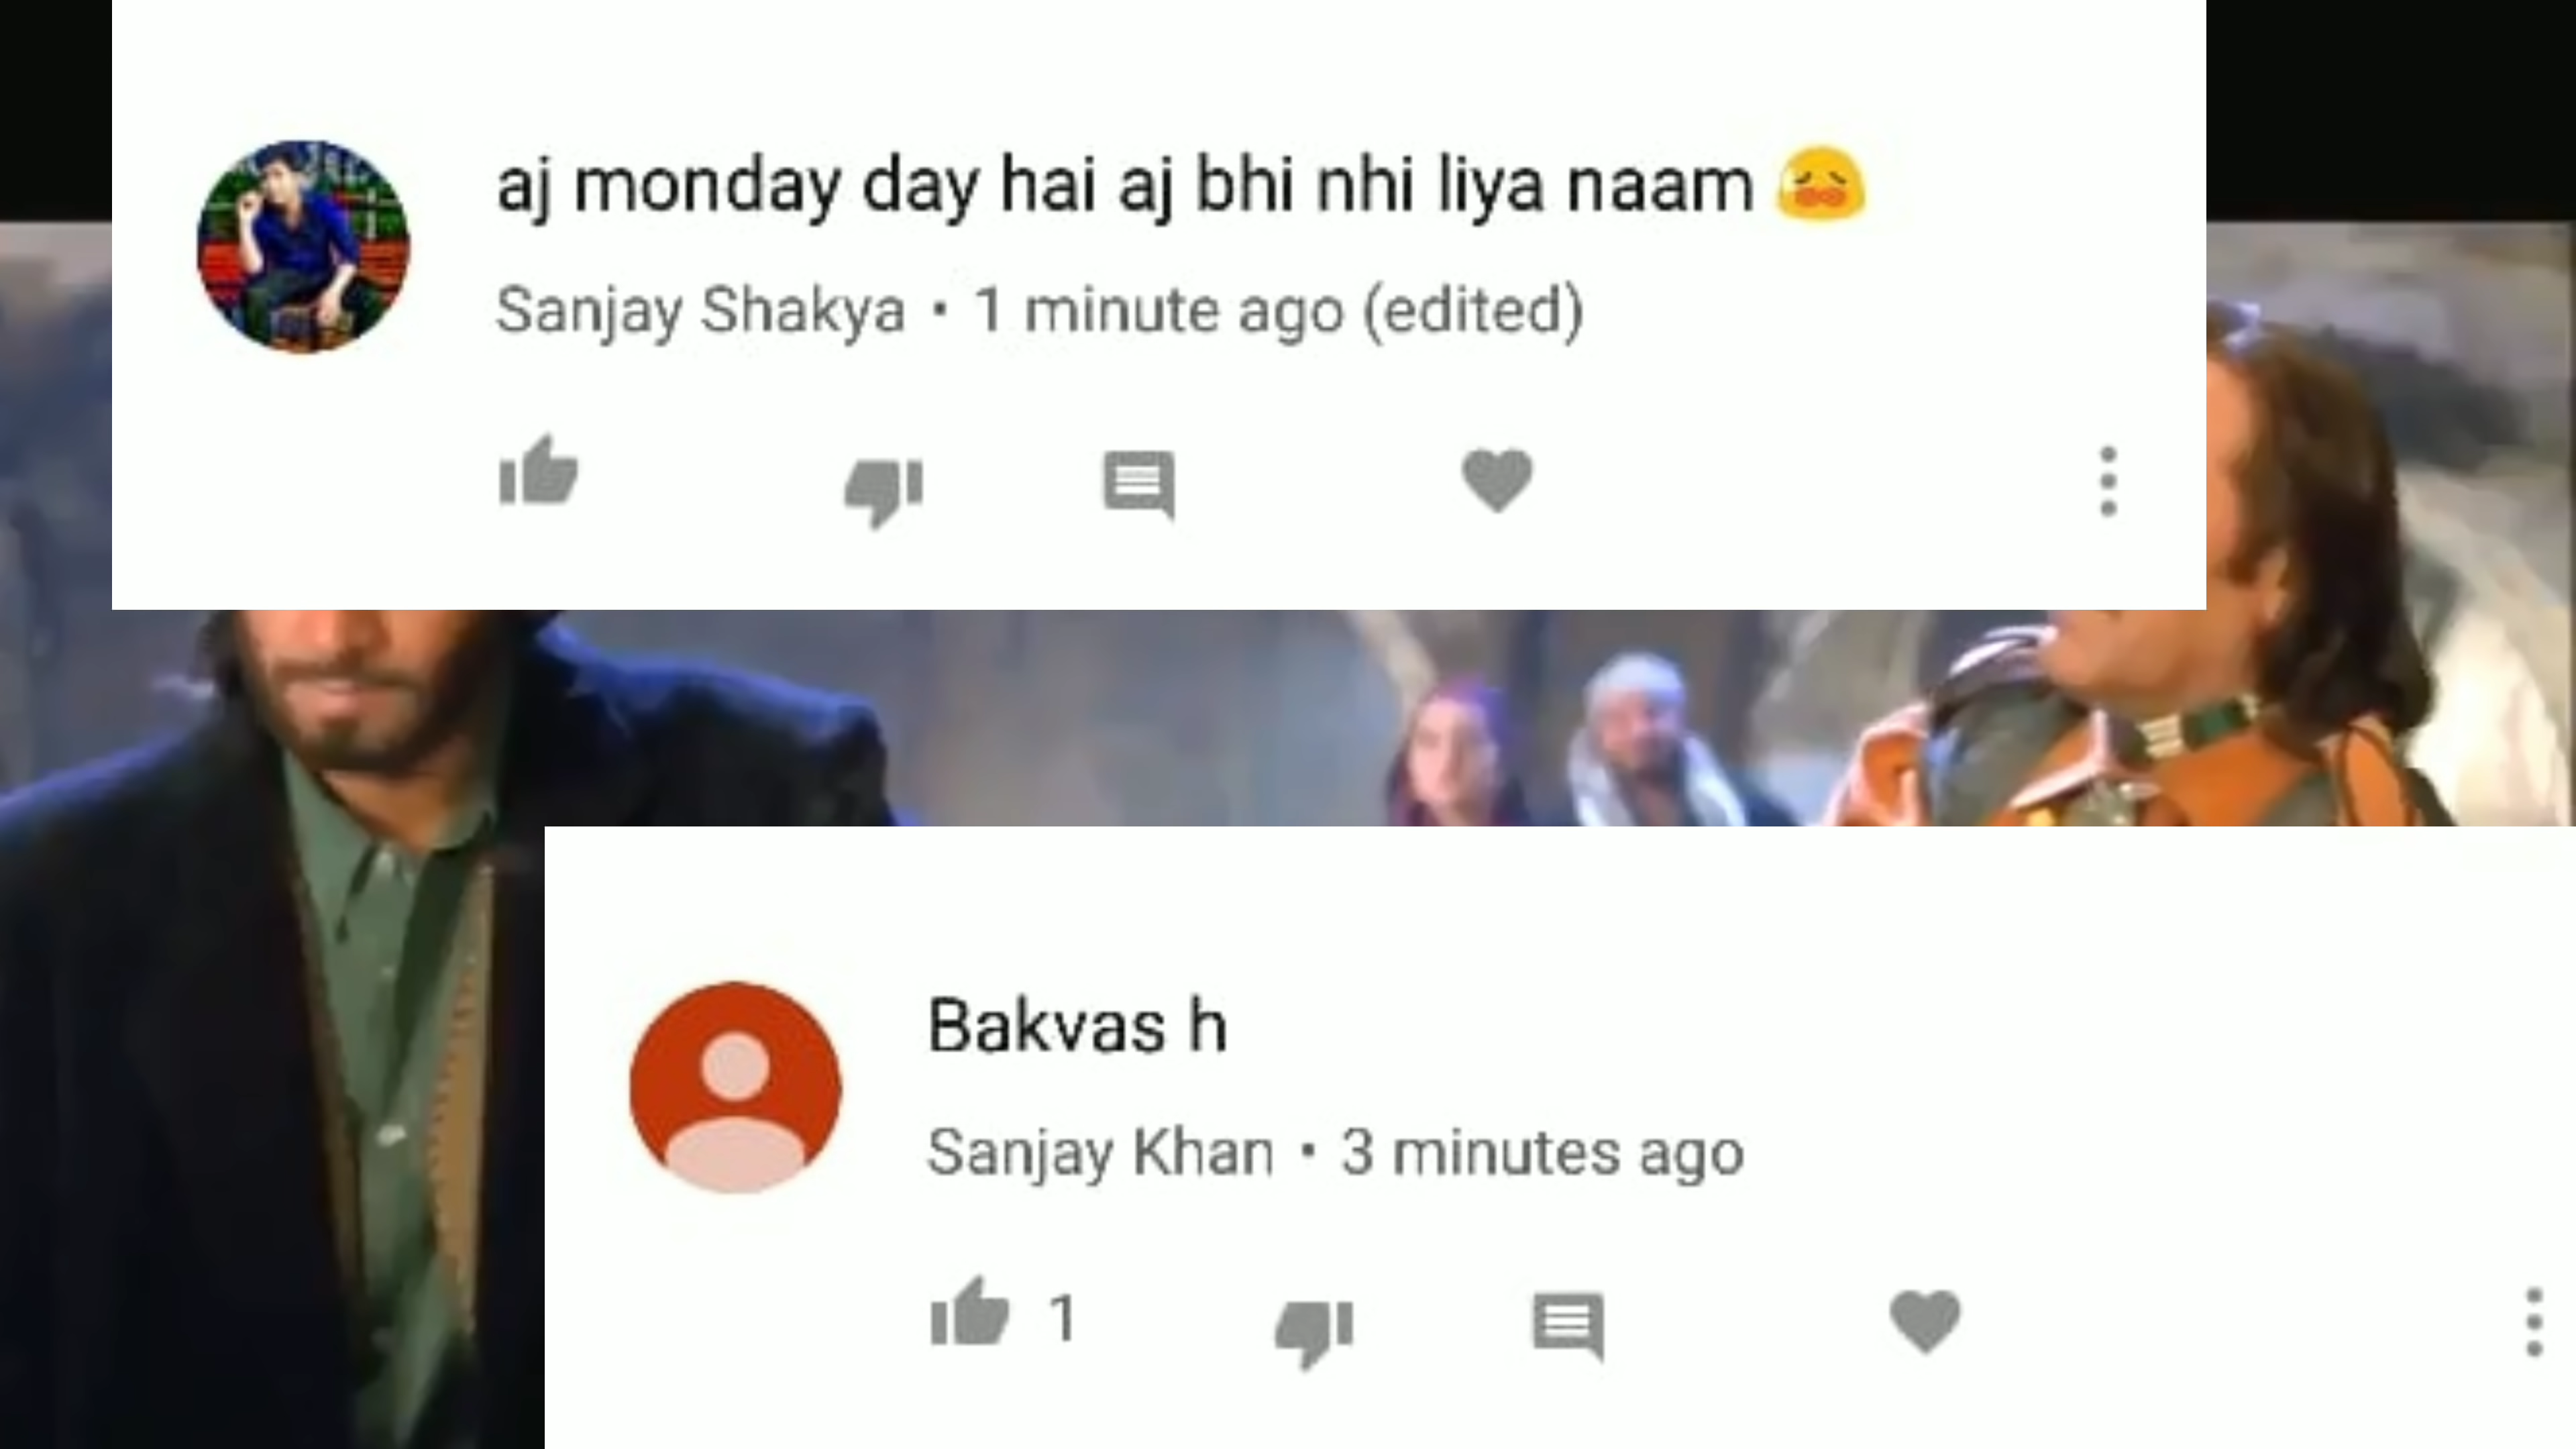 aj monday day hai aj bhi nhi liya naam 😩
Sanjay Shakya • 1 minute ago (edited)
Bakvas h
Sanjay Khan • 3 minutes ago
1